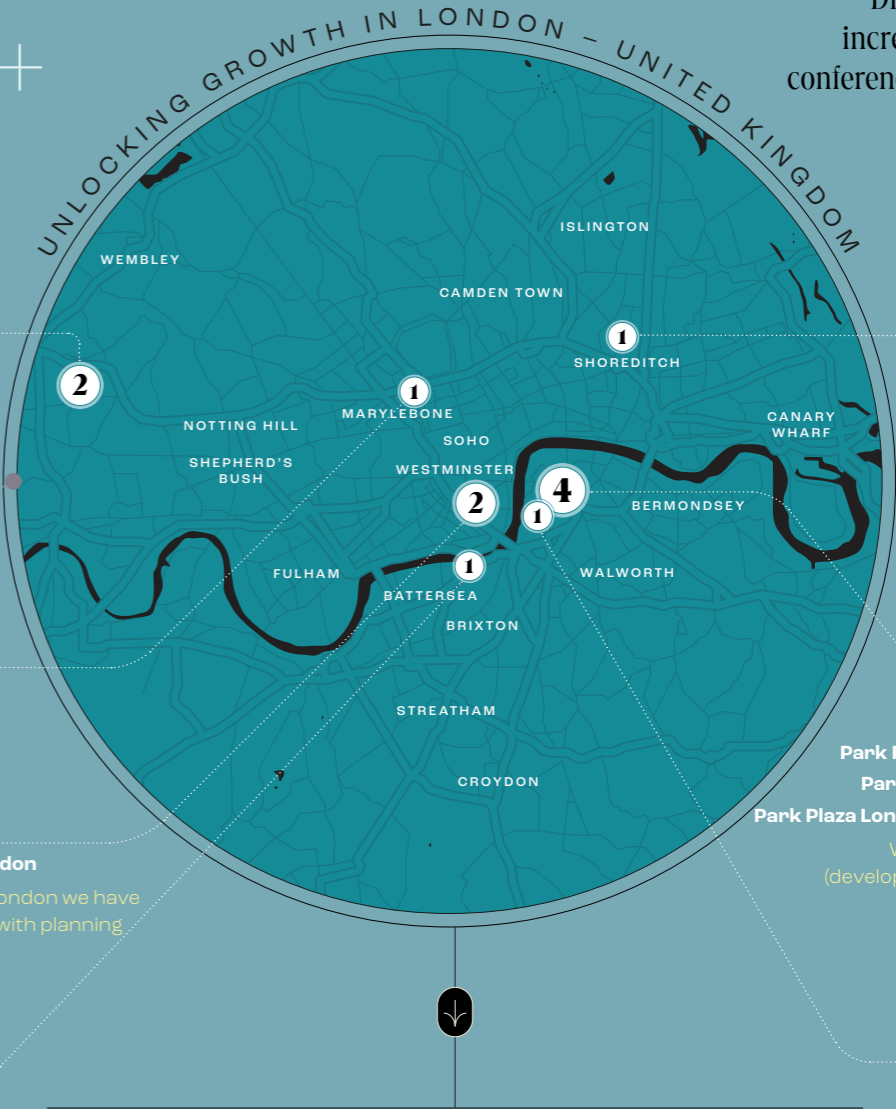 UNLOCKING GROWTH IN LONDON – UNITED KINGDOM
incre
conferen
WEMBLEY
ISLINGTON
CAMDEN TOWN
1
SHOREDITCH
2
1
MARYLEBONE
NOTTING HILL
SOHO
CANARY
WHARF
SHEPHERD'S
BUSH
WESTMINSTER
2
4
1
BERMONDSEY
1
FULHAM
WALWORTH
BATTERSEA
BRIXTON
STREATHAM
CROYDON
Park
Par
Park Plaza Lon
(develop
don
ondon we have
with planning